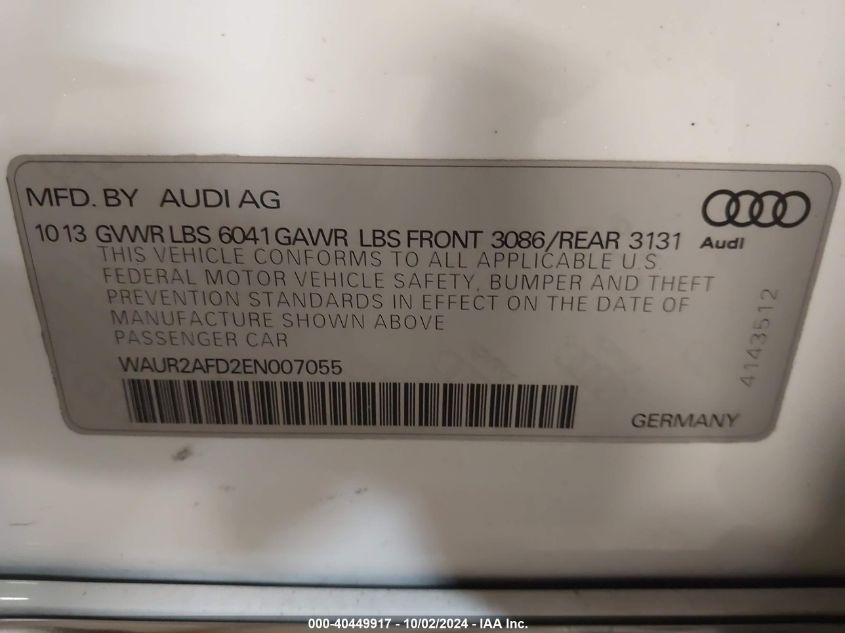 MFD. BY AUDI AG
10 13 GVWR LBS 6041 GAWR LBS FRONT 3086/REAR 3131
Audi
THIS VEHICLE CONFORMS TO ALL APPLICABLE U.S.
FEDERAL MOTOR VEHICLE SAFETY, BUMPER AND THEFT
PREVENTION STANDARDS IN EFFECT ON THE DATE OF
MANUFACTURE SHOWN ABOVE
PASSENGER CAR
WAUR2AFD2EN007055
4143512
GERMANY
000-40449917 - 10/02/2024 - IAA Inc.